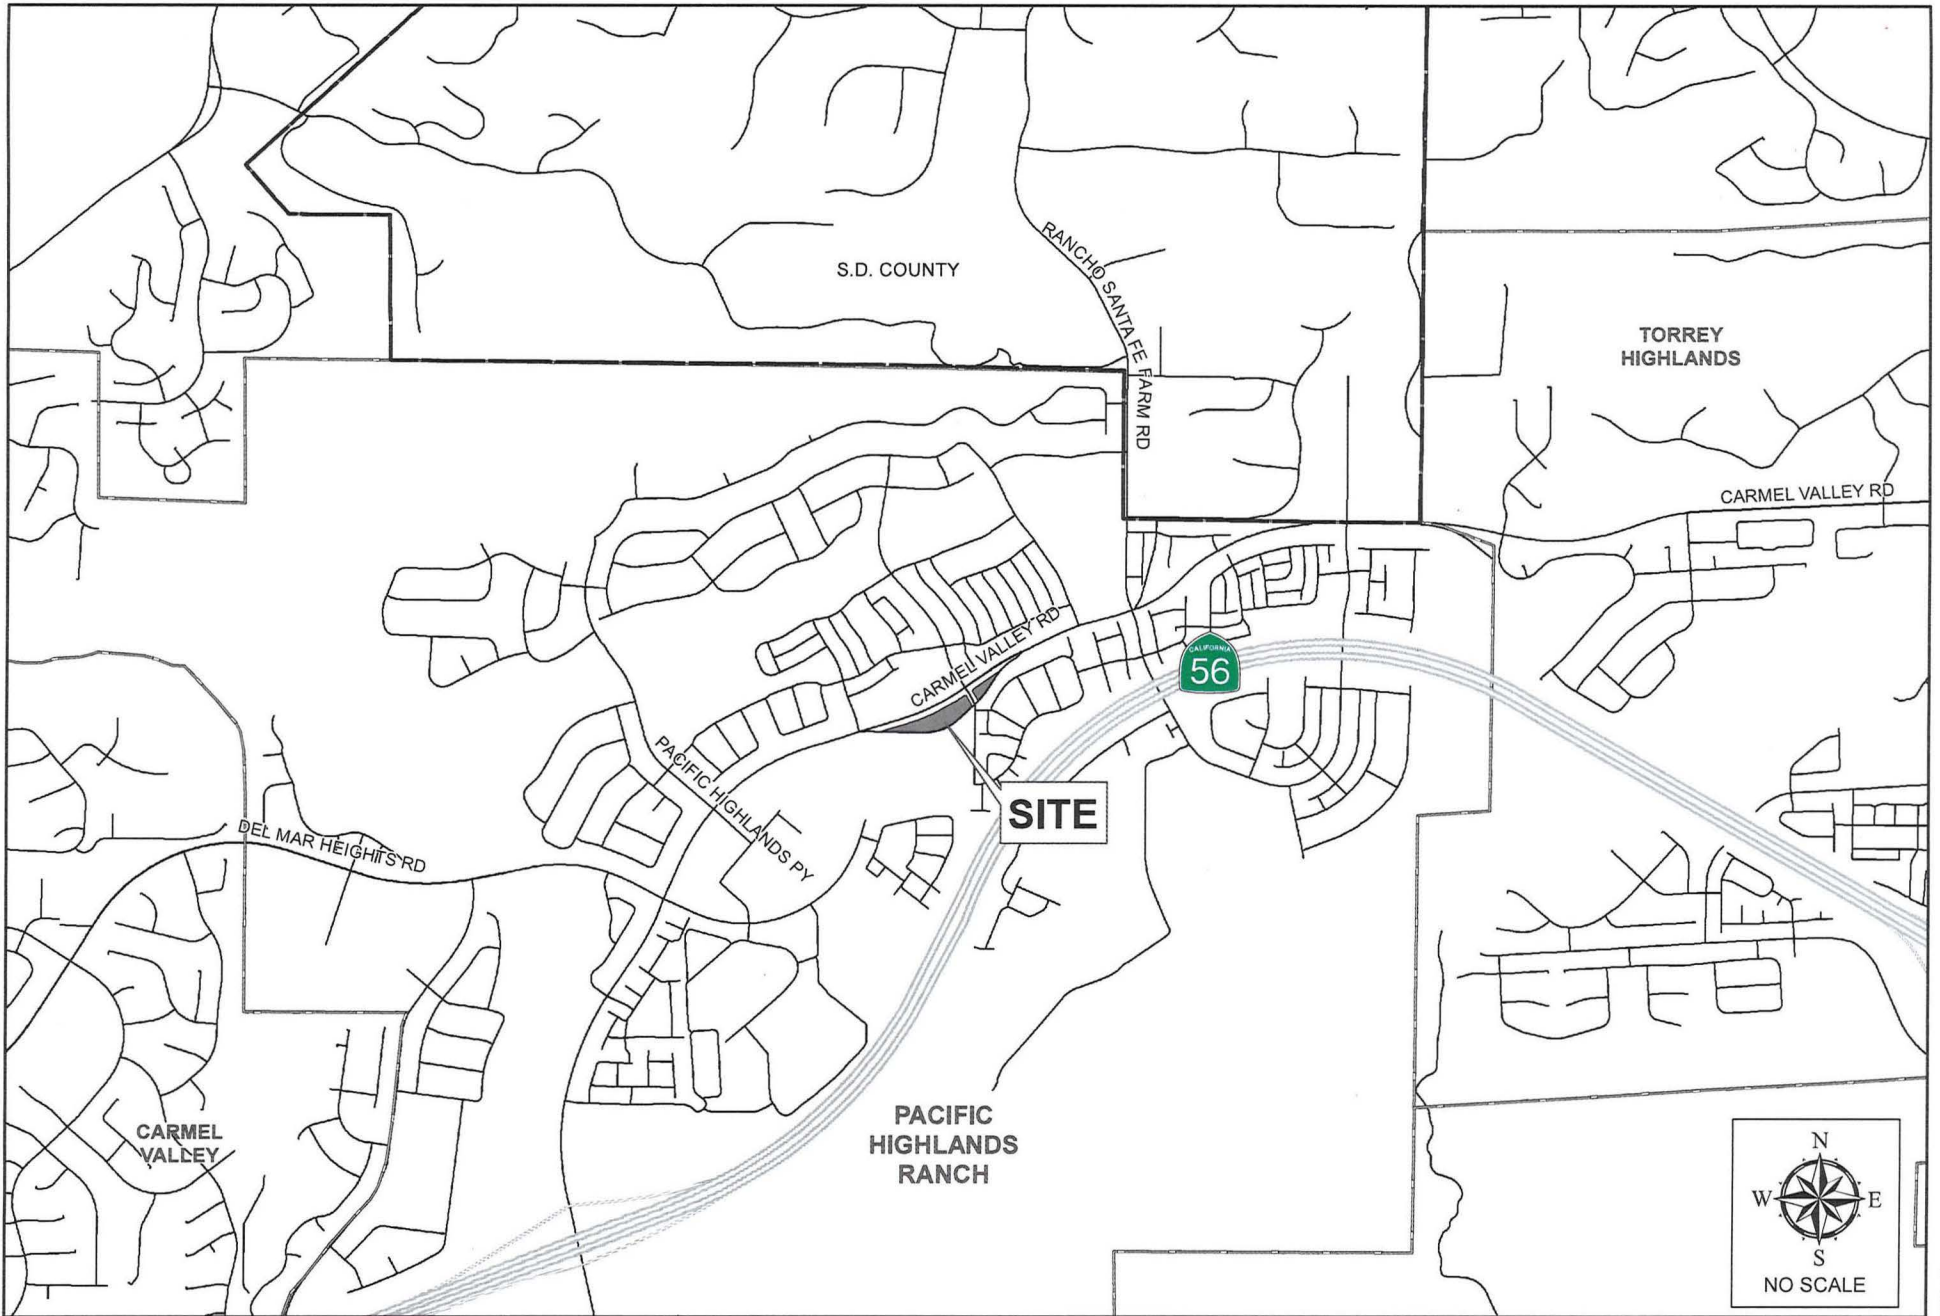 S.D. COUNTY
RANCHO SANTA FE FARM RD
TORREY
HIGHLANDS
CARMEL VALLEY RD
CARMEL VALLEY RD
CALIFORNIA
56
PACIFIC HIGHLANDS PY
SITE
DEL MAR HEIGHTS RD
CARMEL
VALLEY
PACIFIC
HIGHLANDS
RANCH
N
W E
S
NO SCALE